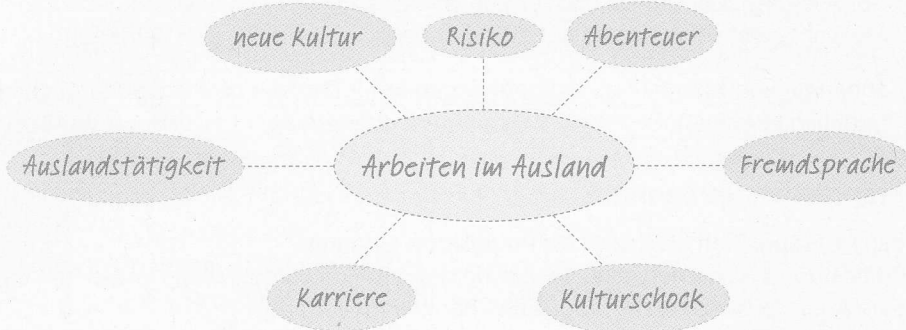 neue Kultur
Risiko
Abenteuer
Auslandstätigkeit
Arbeiten im Ausland
Fremdsprache
Karriere
Kulturschock